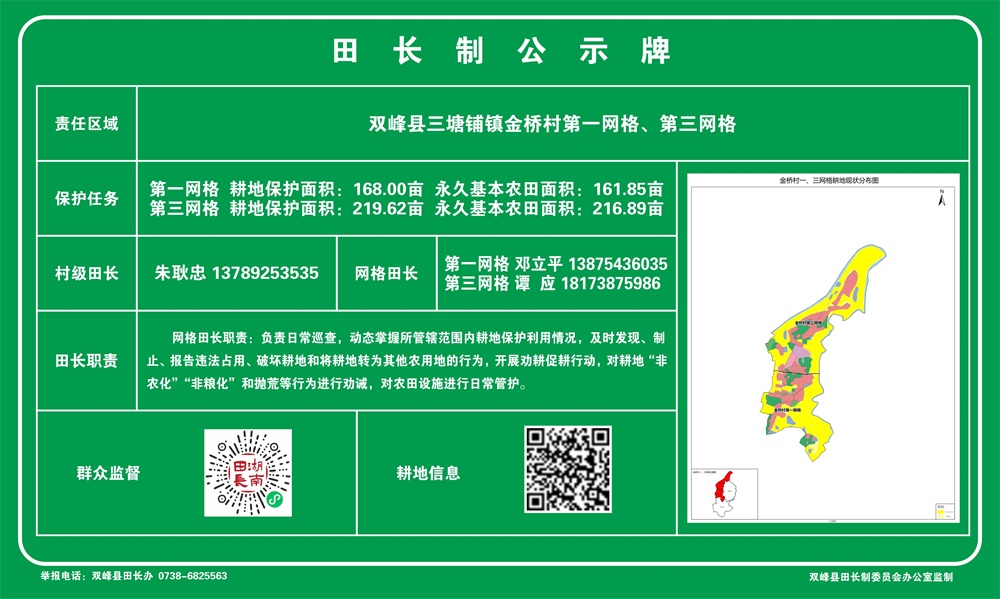 田长制公示牌
责任区域
双峰县三塘铺镇金桥村第一网格、第三网格
保护任务
第一网格 耕地保护面积：168.00亩 永久基本农田面积：161.85亩
第三网格 耕地保护面积：219.62亩 永久基本农田面积：216.89亩
村级田长
朱耿忠 13789253535
网格田长
第一网格 邓立平 13875436035
第三网格 谭 应 18173875986
田长职责
网格田长职责：负责日常巡查，动态掌握所管辖范围内耕地保护利用情况，及时发现、制
止、报告违法占用、破坏耕地和将耕地转为其他农用地的行为，开展劝耕促耕行动，对耕地“非
农化”“非粮化”和抛荒等行为进行劝诫，对农田设施进行日常管护。
群众监督
湖南
田長
耕地信息
金桥村一、三网格耕地现状分布图
N
金桥村第三网格
金桥村第一网格
举报电话：双峰县田长办 0738-6825563
双峰县田长制委员会办公室监制